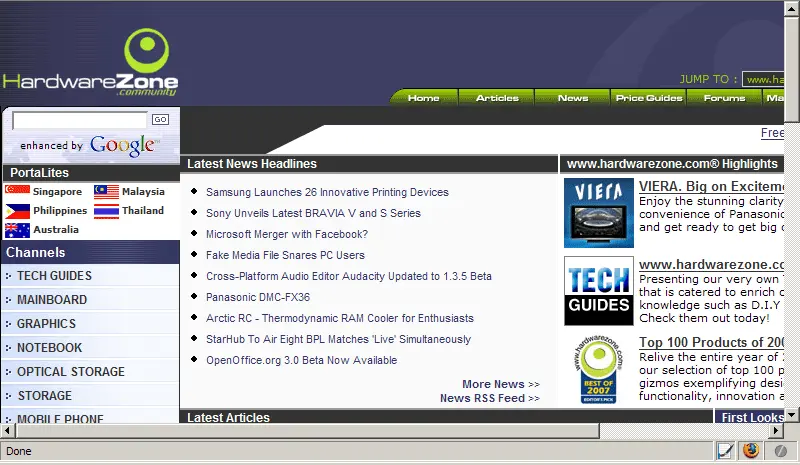 HardwareZone
.community
JUMP TO : www.ha
Home Articles News Price Guides Forums Ma
GO
enhanced by Google™
Free
PortaLites
Singapore Malaysia
Philippines Thailand
Australia
Channels
TECH GUIDES
MAINBOARD
GRAPHICS
NOTEBOOK
OPTICAL STORAGE
STORAGE
MOBILE PHONE
Latest News Headlines
Samsung Launches 26 Innovative Printing Devices
Sony Unveils Latest BRAVIA V and S Series
Microsoft Merger with Facebook?
Fake Media File Snares PC Users
Cross-Platform Audio Editor Audacity Updated to 1.3.5 Beta
Panasonic DMC-FX36
Arctic RC - Thermodynamic RAM Cooler for Enthusiasts
StarHub To Air Eight BPL Matches 'Live' Simultaneously
OpenOffice.org 3.0 Beta Now Available
More News >>
News RSS Feed >>
Latest Articles
www.hardwarezone.com® Highlights
VIERA
VIERA. Big on Exciteme
Enjoy the stunning clarity
convenience of Panasonic
and get ready to get big o
TECH
GUIDES
www.hardwarezone.co
Presenting our very own
that is catered to enrich o
knowledge such as D.I.Y
Check them out today!
www.hardwarezone.com
BEST OF
2007
EDITOR'S PICK
Top 100 Products of 200
Relive the entire year of 2
our selection of top 100 p
gizmos exemplifying desi
functionality, innovation a
First Looks
Done